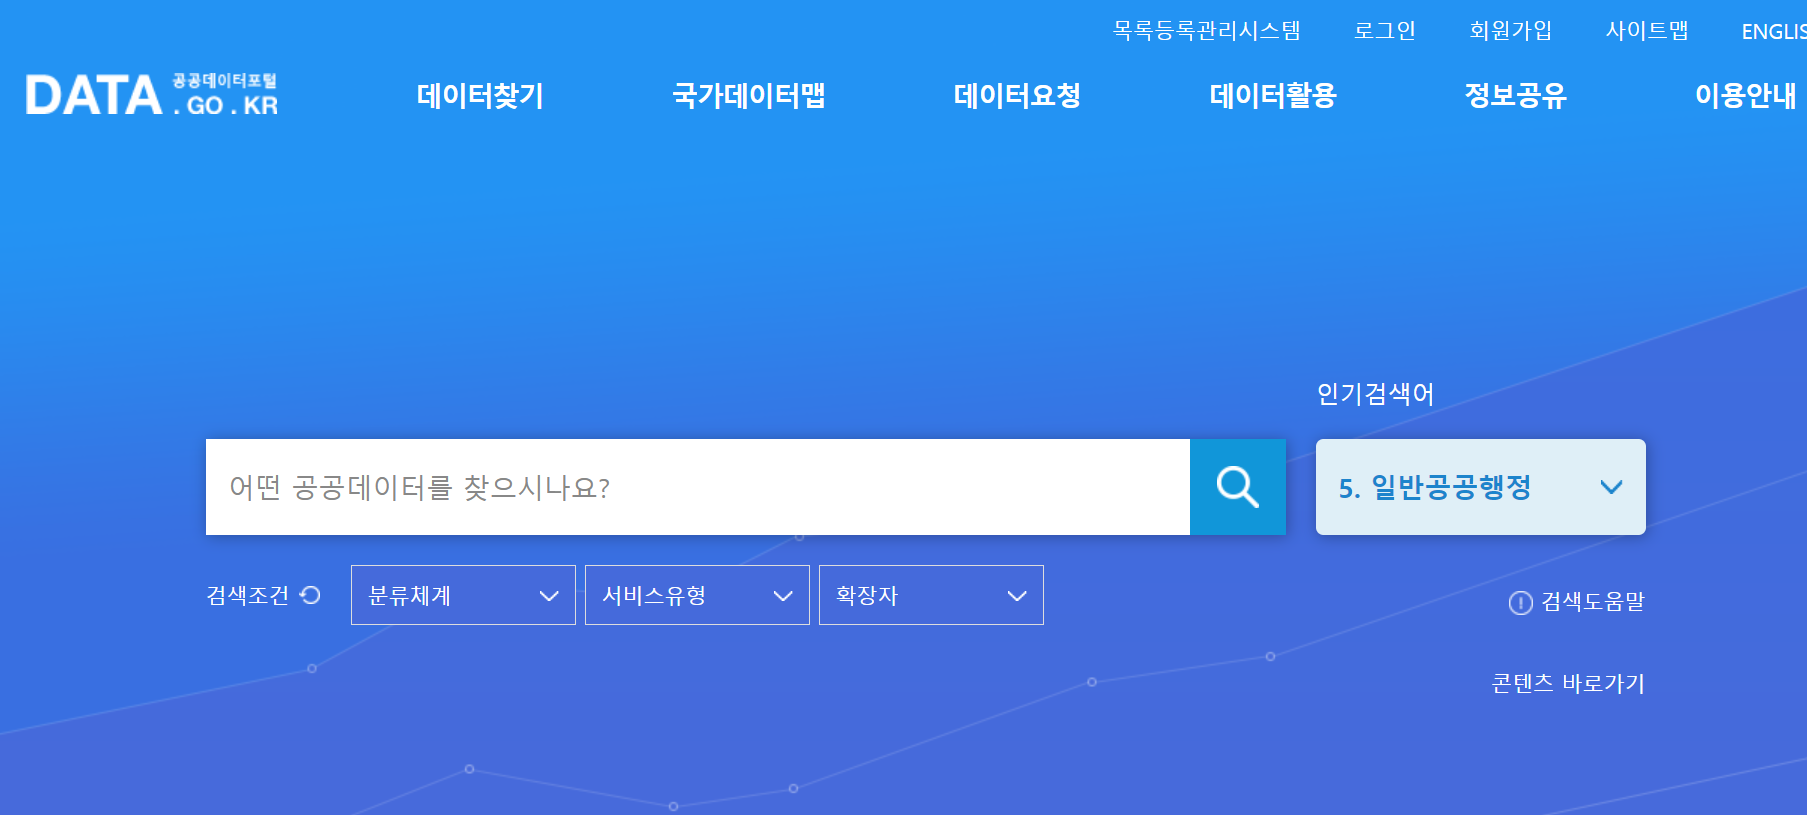 목록등록관리시스템 로그인 회원가입 사이트맵 ENGLIS
DATA 공공데이터포털 .GO.KR
데이터찾기 국가데이터맵 데이터요청 데이터활용 정보공유 이용안내
인기검색어
어떤 공공데이터를 찾으시나요?
5. 일반공공행정
검색조건 분류체계 서비스유형 확장자
검색도움말
콘텐츠 바로가기